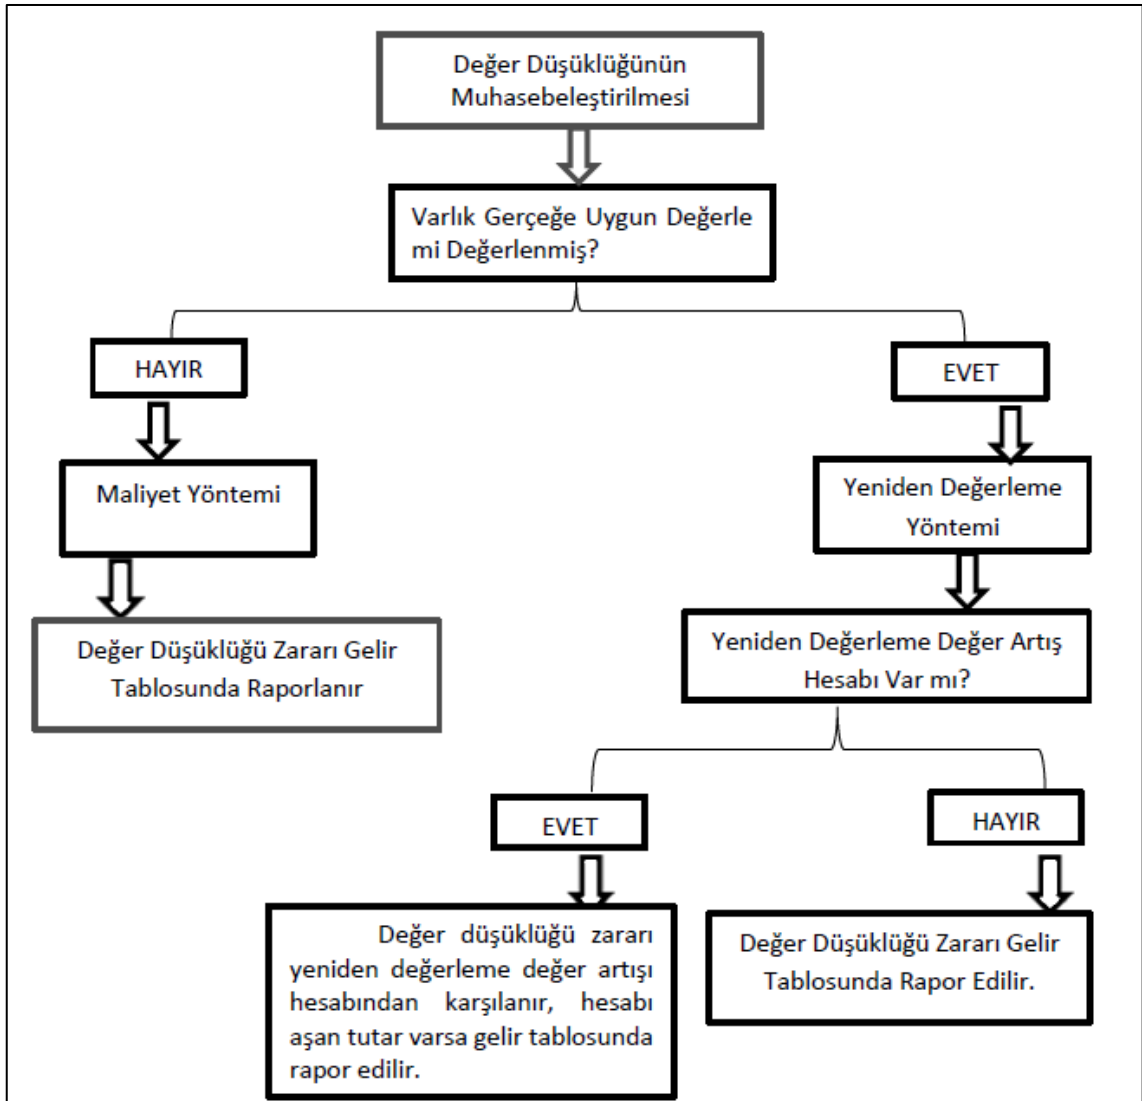 Değer Düşüklüğünün
Muhasebeleştirilmesi
Varlık Gerçeğe Uygun Değerle
mi Değerlenmiş?
HAYIR
EVET
Maliyet Yöntemi
Yeniden Değerleme
Yöntemi
Değer Düşüklüğü Zararı Gelir
Tablosunda Raporlanır
Yeniden Değerleme Değer Artış
Hesabı Var mı?
EVET
HAYIR
Değer düşüklüğü zararı
yeniden değerleme değer artışı
hesabından karşılanır, hesabı
aşan tutar varsa gelir tablosunda
rapor edilir.
Değer Düşüklüğü Zararı Gelir
Tablosunda Rapor Edilir.